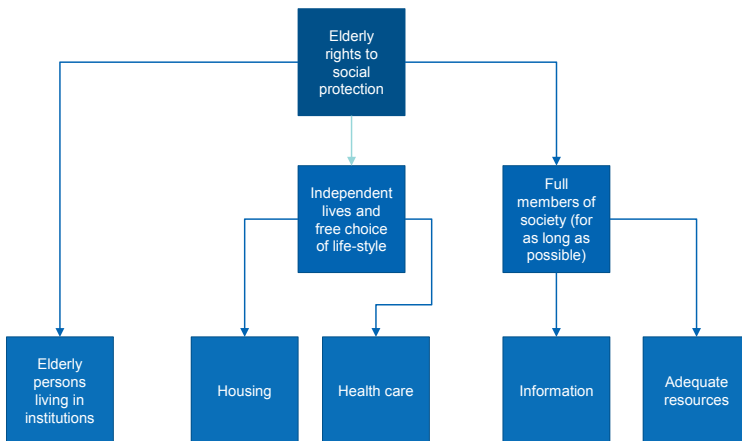 Elderly
rights to
social
protection
Independent
lives and
free choice
of life-style
Full
members of
society (for
as long as
possible)
Elderly
persons
living in
institutions
Housing
Health care
Information
Adequate
resources